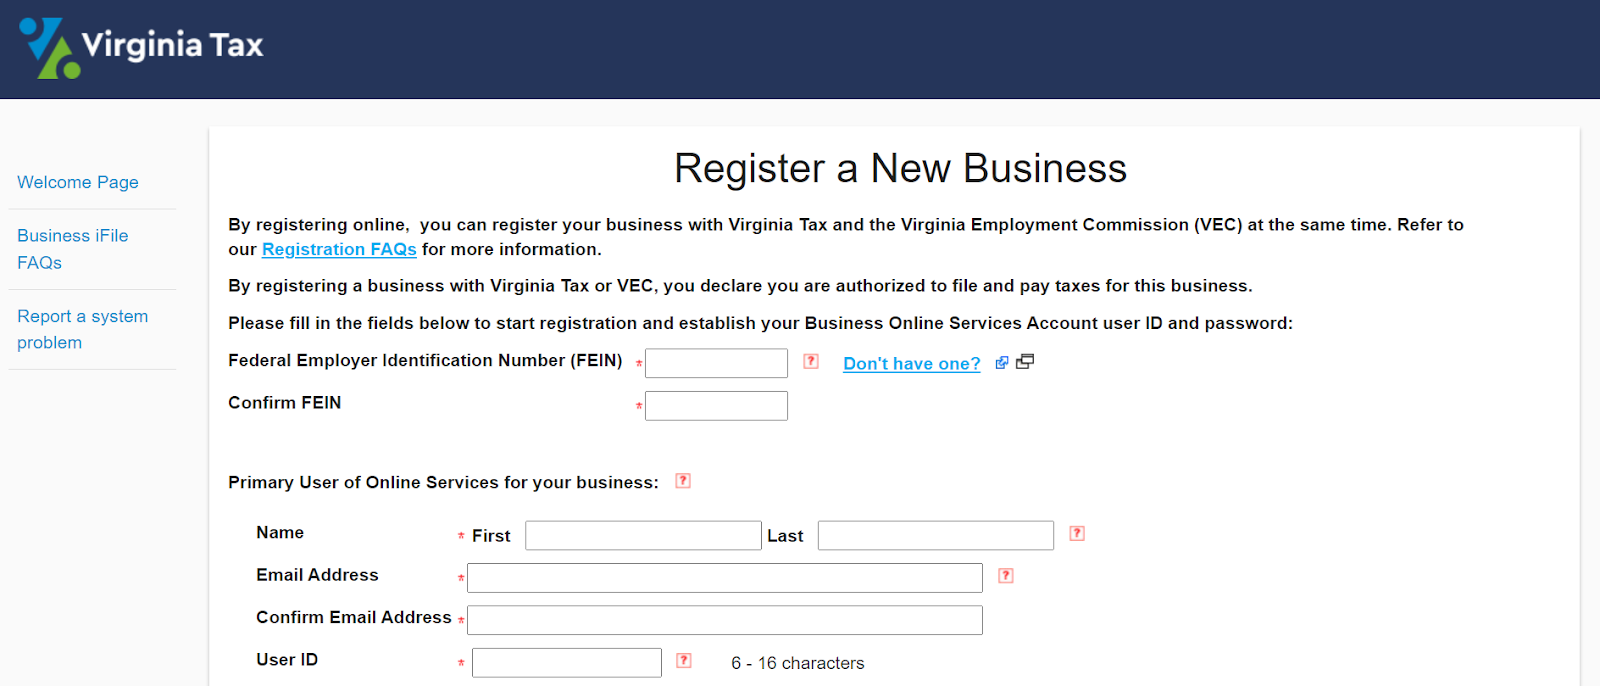 Virginia Tax
Welcome Page
Business iFile
FAQs
Report a system
problem
Register a New Business
By registering online,  you can register your business with Virginia Tax and the Virginia Employment Commission (VEC) at the same time. Refer to
our Registration FAQs for more information.
By registering a business with Virginia Tax or VEC, you declare you are authorized to file and pay taxes for this business.
Please fill in the fields below to start registration and establish your Business Online Services Account user ID and password:
Federal Employer Identification Number (FEIN) * ? Don't have one?
Confirm FEIN *
Primary User of Online Services for your business: ?
Name * First Last ?
Email Address * ?
Confirm Email Address *
User ID * ? 6 - 16 characters